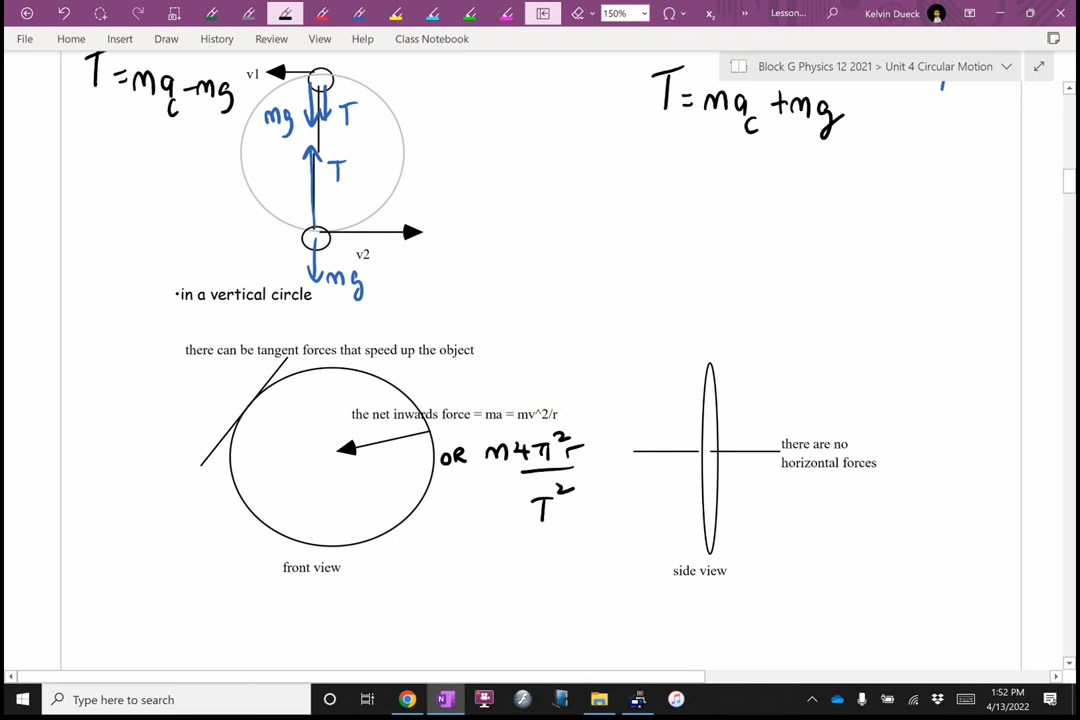 150%
Lesson...
Kelvin Dueck
File Home Insert Draw History Review View Help Class Notebook
Block G Physics 12 2021 > Unit 4 Circular Motion
T = ma_c - mg
v1
mg T
T = ma_c + mg
T
v2
mg
•in a vertical circle
there can be tangent forces that speed up the object
the net inwards force = ma = mv^2/r
OR m4π²r
T²
there are no
horizontal forces
front view
side view
Type here to search
1:52 PM
4/13/2022